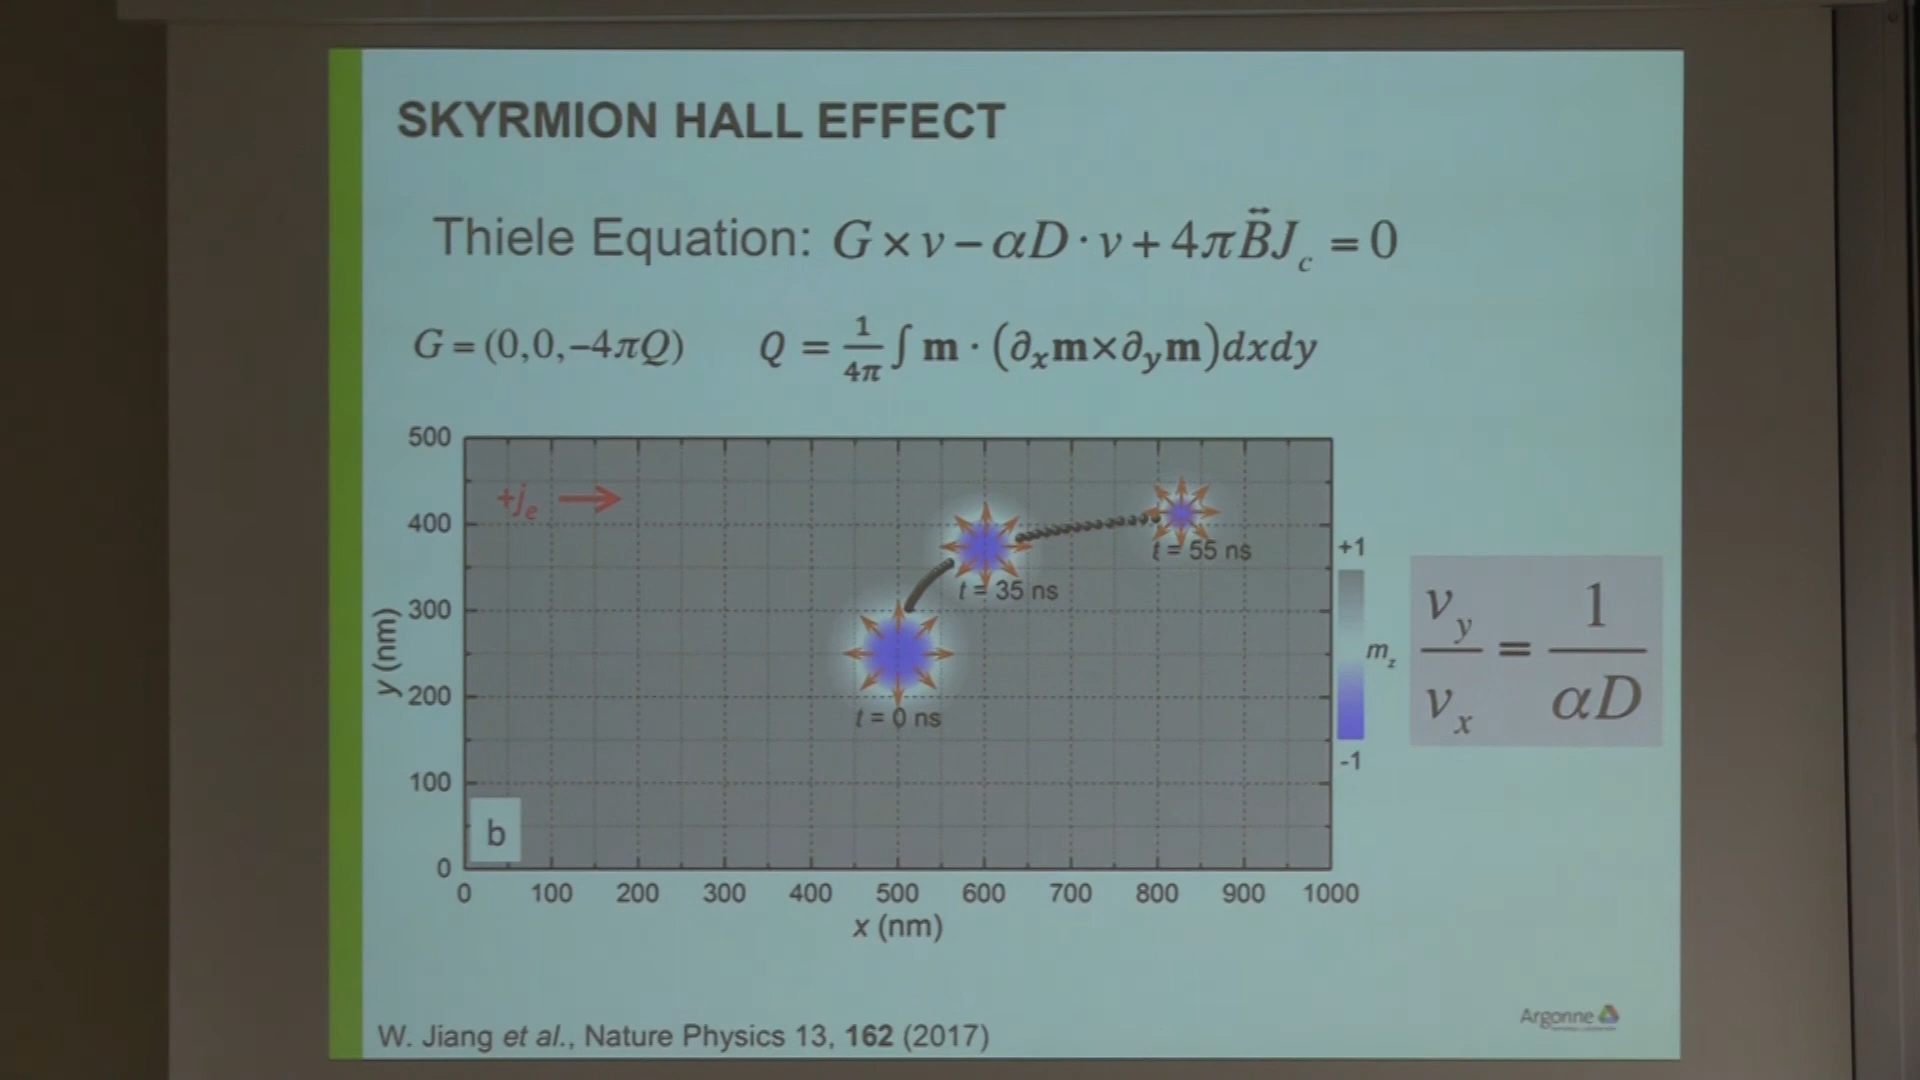 SKYRMION HALL EFFECT
Thiele Equation: G × v − αD · v + 4πB⃡J_c = 0
G = (0,0,−4πQ) Q = 1/4π ∫ m · (∂ₓm×∂ᵧm)dxdy
500
400
300
200
100
0
y (nm)
+j_e
t = 55 ns
t = 35 ns
t = 0 ns
b
0 100 200 300 400 500 600 700 800 900 1000
x (nm)
+1
m_z
-1
v_y/v_x = 1/αD
Argonne
W. Jiang et al., Nature Physics 13, 162 (2017)